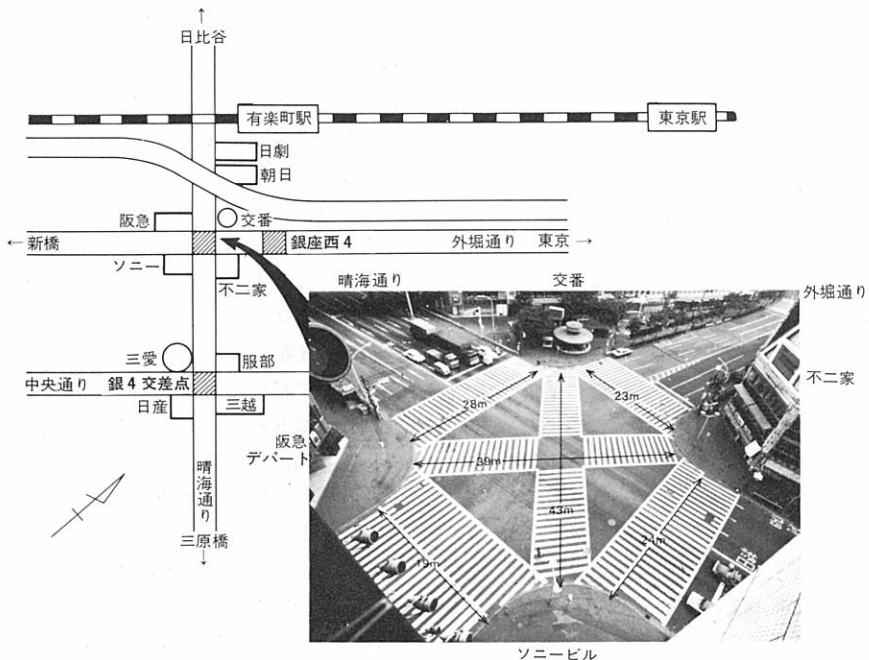 ↑
日比谷
有楽町駅
東京駅
日劇
朝日
阪急
交番
←新橋
銀座西4
外堀通り
東京→
ソニー
不二家
晴海通り
交番
外堀通り
三愛
服部
不二家
中央通り
銀4交差点
28m
23m
日産
三越
阪急
デパート
39m
晴海通り
43m
19m
24m
三原橋
↓
ソニービル